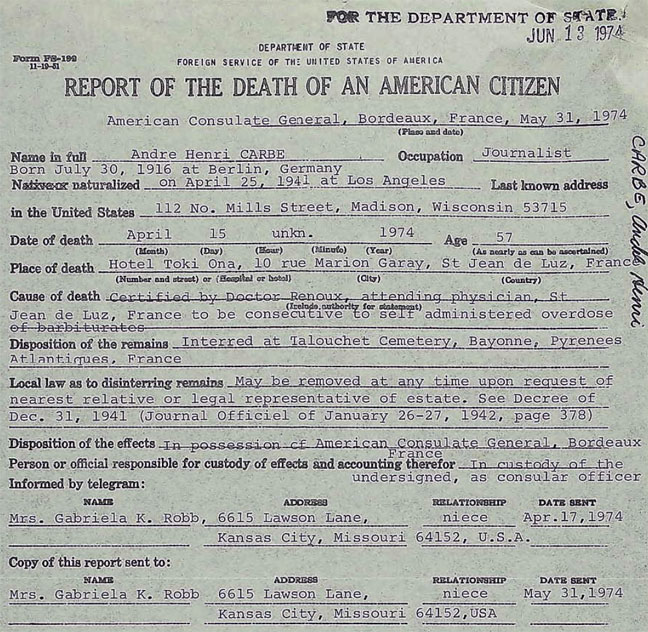 FOR THE DEPARTMENT OF STATE.
JUN 13 1974
DEPARTMENT OF STATE
Form FS-192
11-19-51
FOREIGN SERVICE OF THE UNITED STATES OF AMERICA
REPORT OF THE DEATH OF AN AMERICAN CITIZEN
American Consulate General, Bordeaux, France, May 31, 1974
(Place and date)
Name in full Andre Henri CARBE Occupation Journalist
Born July 30, 1916 at Berlin, Germany
Native or naturalized on April 25, 1941 at Los Angeles Last known address
in the United States 112 No. Mills Street, Madison, Wisconsin 53715
Date of death April 15 unkn. 1974 Age 57
(Month) (Day) (Hour) (Minute) (Year) (As nearly as can be ascertained)
Place of death Hotel Toki Ona, 10 rue Marion Garay, St Jean de Luz, France
(Number and street) or (Hospital or hotel) (City) (Country)
Cause of death Certified by Doctor Renoux, attending physician, St
(Include authority for statement)
Jean de Luz, France to be consecutive to self administered overdose
of barbiturates
Disposition of the remains Interred at Talouchet Cemetery, Bayonne, Pyrenees
Atlantiques, France
Local law as to disinterring remains May be removed at any time upon request of
nearest relative or legal representative of estate. See Decree of
Dec. 31, 1941 (Journal Officiel of January 26-27, 1942, page 378)
Disposition of the effects In possession of American Consulate General, Bordeaux
France
Person or official responsible for custody of effects and accounting therefor In custody of the
undersigned, as consular officer
Informed by telegram:
NAME ADDRESS RELATIONSHIP DATE SENT
Mrs. Gabriela K. Robb, 6615 Lawson Lane, niece Apr.17,1974
Kansas City, Missouri 64152, U.S.A.
Copy of this report sent to:
NAME ADDRESS RELATIONSHIP DATE SENT
Mrs. Gabriela K. Robb 6615 Lawson Lane, niece May 31,1974
Kansas City, Missouri 64152,USA
CARBE, Andre Henri